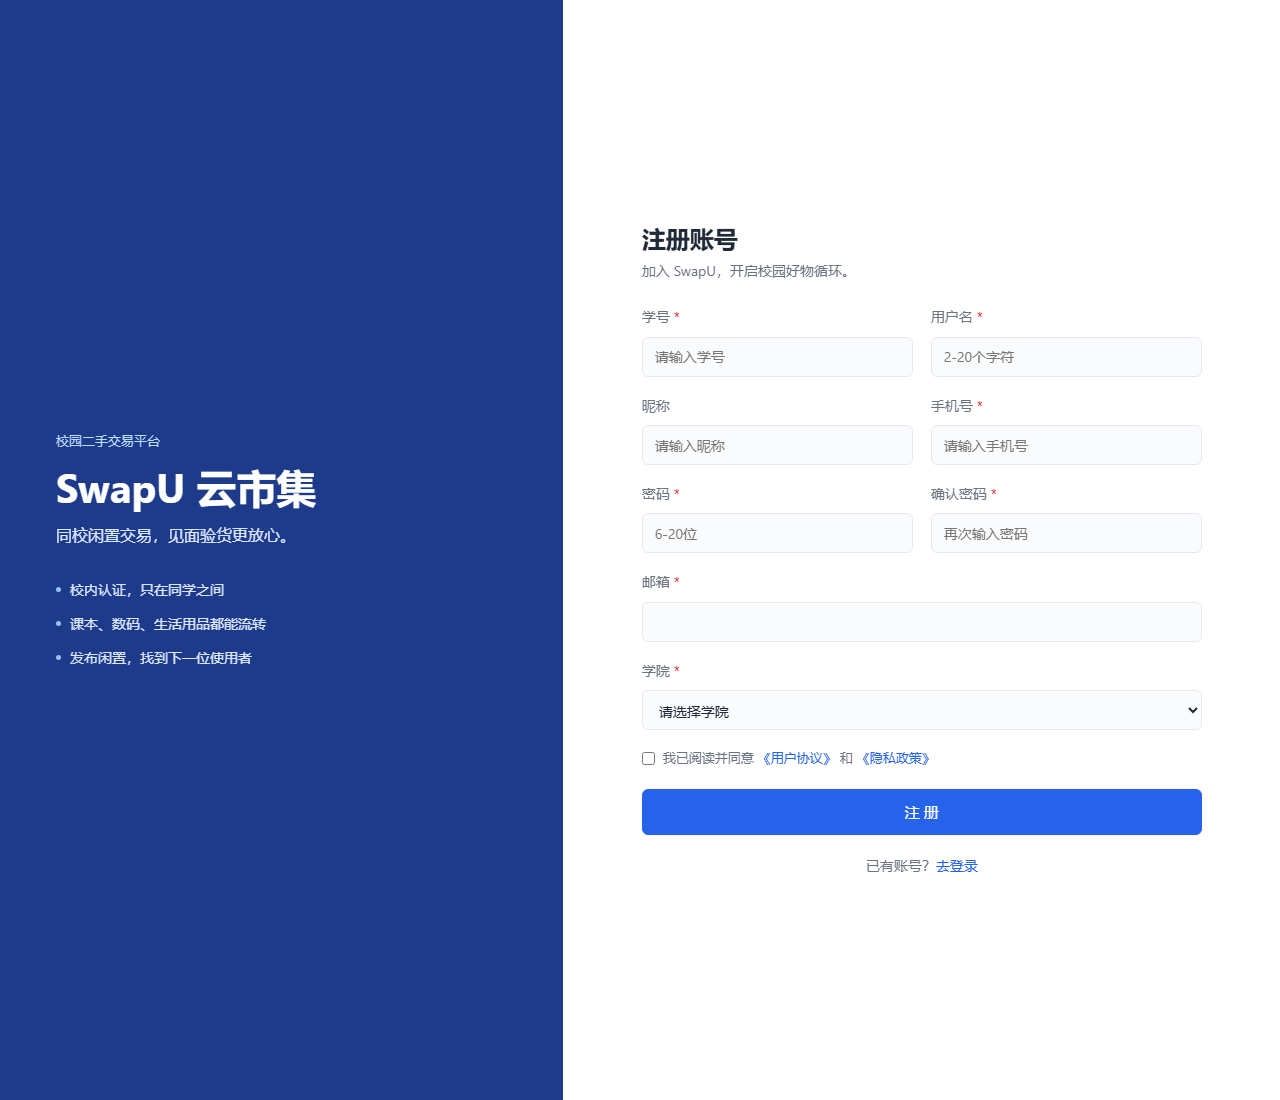 校园二手交易平台
SwapU 云市集
同校闲置交易，见面验货更放心。
校内认证，只在同学之间
课本、数码、生活用品都能流转
发布闲置，找到下一位使用者
注册账号
加入 SwapU，开启校园好物循环。
学号 *
用户名 *
请输入学号
2-20个字符
昵称
手机号 *
请输入昵称
请输入手机号
密码 *
确认密码 *
6-20位
再次输入密码
邮箱 *
学院 *
请选择学院
我已阅读并同意 《用户协议》 和 《隐私政策》
注 册
已有账号？去登录